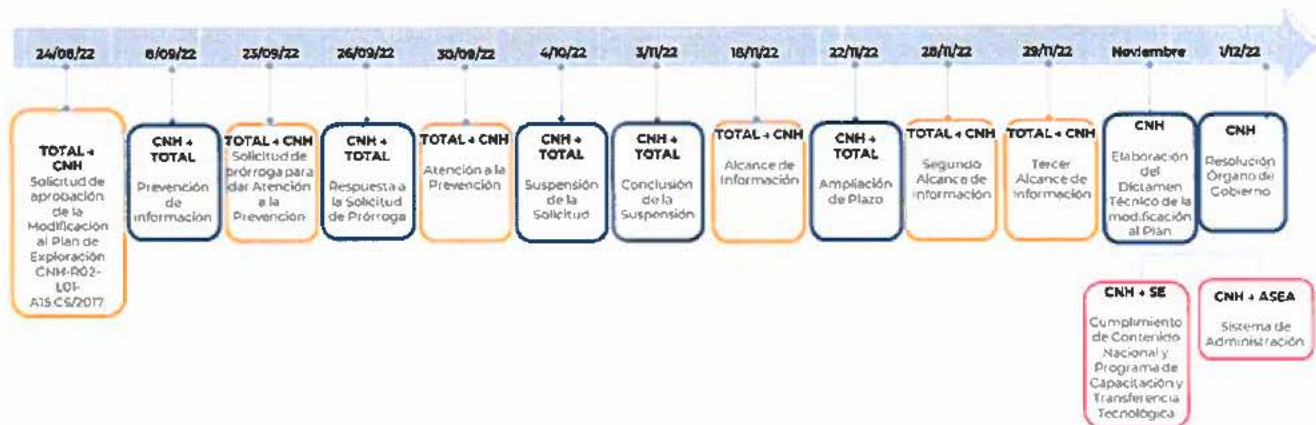 24/08/22 8/09/22 23/09/22 26/09/22 30/09/22 4/10/22 3/11/22 18/11/22 22/11/22 28/11/22 29/11/22 Noviembre 1/12/22
TOTAL +
CNH
Solicitud de
aprobación
de la
Modificación
al Plan de
Exploración
CNH-R02-
L01-
A15.CS/2017
CNH +
TOTAL
Prevención
de
información
TOTAL + CNH
Solicitud de
prórroga para
dar Atención
a la
Prevención
CNH +
TOTAL
Respuesta a
la Solicitud
de Prórroga
TOTAL + CNH
Atención a la
Prevención
CNH +
TOTAL
Suspensión
de la
Solicitud
CNH + TOTAL
Conclusión
de la
Suspensión
TOTAL + CNH
Alcance de
Información
CNH +
TOTAL
Ampliación
de Plazo
TOTAL + CNH
Segundo
Alcance de
información
TOTAL + CNH
Tercer
Alcance de
Información
CNH
Elaboración
del
Dictamen
Técnico de la
modificación
al Plan
CNH
Resolución
Órgano de
Gobierno
CNH + SE
Cumplimiento
de Contenido
Nacional y
Programa de
Capacitación y
Transferencia
Tecnológica
CNH + ASEA
Sistema de
Administración